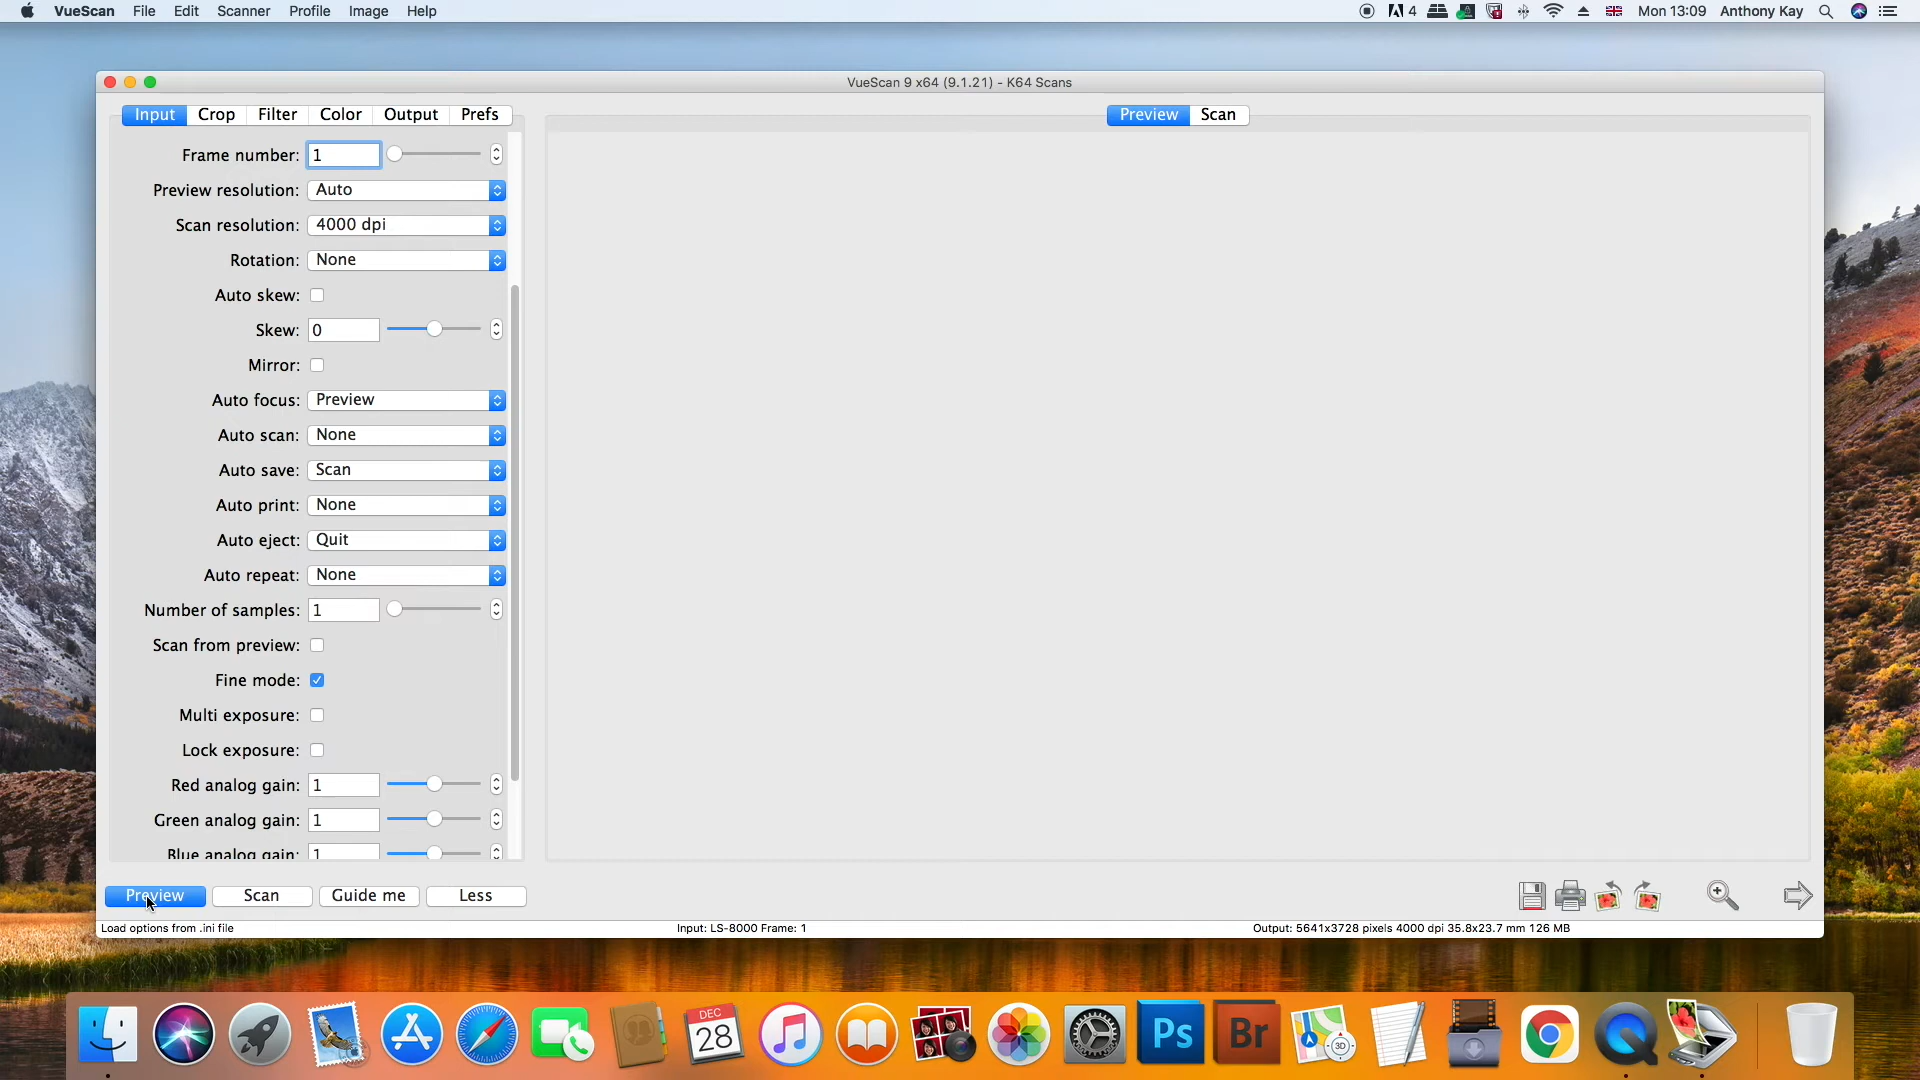 VueScan File Edit Scanner Profile Image Help 4 Mon 13:09 Anthony Kay
VueScan 9 x64 (9.1.21) - K64 Scans
Input Crop Filter Color Output Prefs
Preview Scan
Frame number: 1
Preview resolution: Auto
Scan resolution: 4000 dpi
Rotation: None
Auto skew:
Skew: 0
Mirror:
Auto focus: Preview
Auto scan: None
Auto save: Scan
Auto print: None
Auto eject: Quit
Auto repeat: None
Number of samples: 1
Scan from preview:
Fine mode:
Multi exposure:
Lock exposure:
Red analog gain: 1
Green analog gain: 1
Blue analog gain: 1
Preview Scan Guide me Less
Load options from .ini file
Input: LS-8000 Frame: 1
Output: 5641x3728 pixels 4000 dpi 35.8x23.7 mm 126 MB
DEC
28
Ps
Br
3D